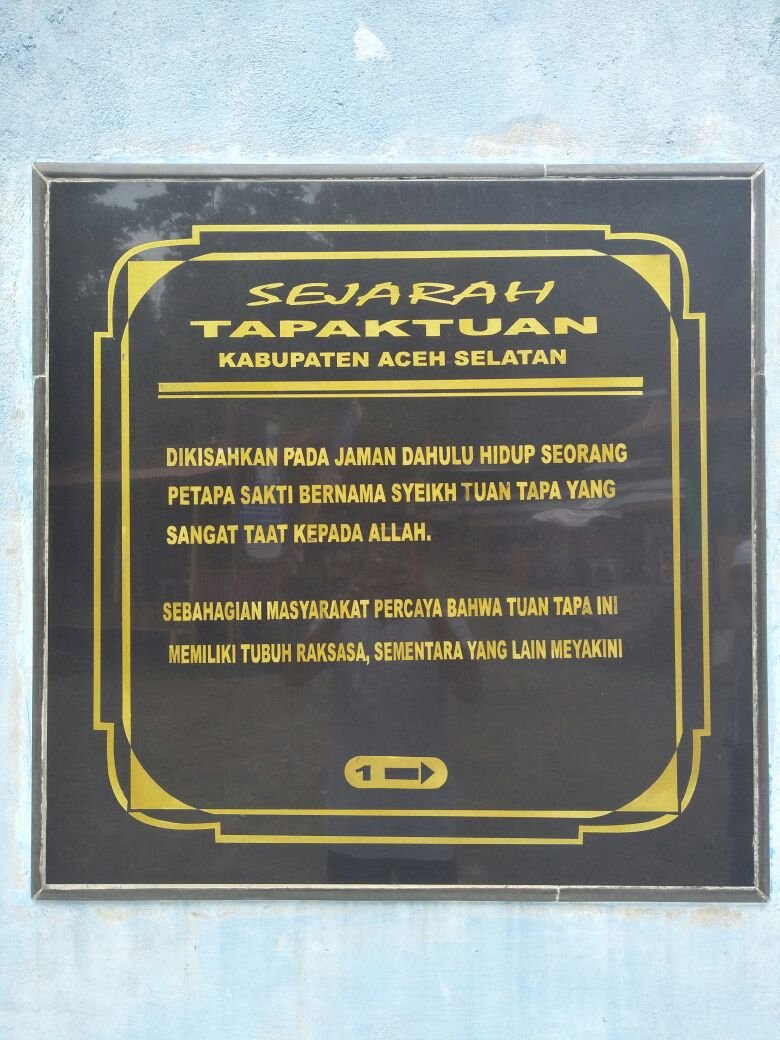 SEJARAH
TAPAKTUAN
KABUPATEN ACEH SELATAN
DIKISAHKAN PADA JAMAN DAHULU HIDUP SEORANG
PETAPA SAKTI BERNAMA SYEIKH TUAN TAPA YANG
SANGAT TAAT KEPADA ALLAH.
SEBAHAGIAN MASYARAKAT PERCAYA BAHWA TUAN TAPA INI
MEMILIKI TUBUH RAKSASA, SEMENTARA YANG LAIN MEYAKINI
1